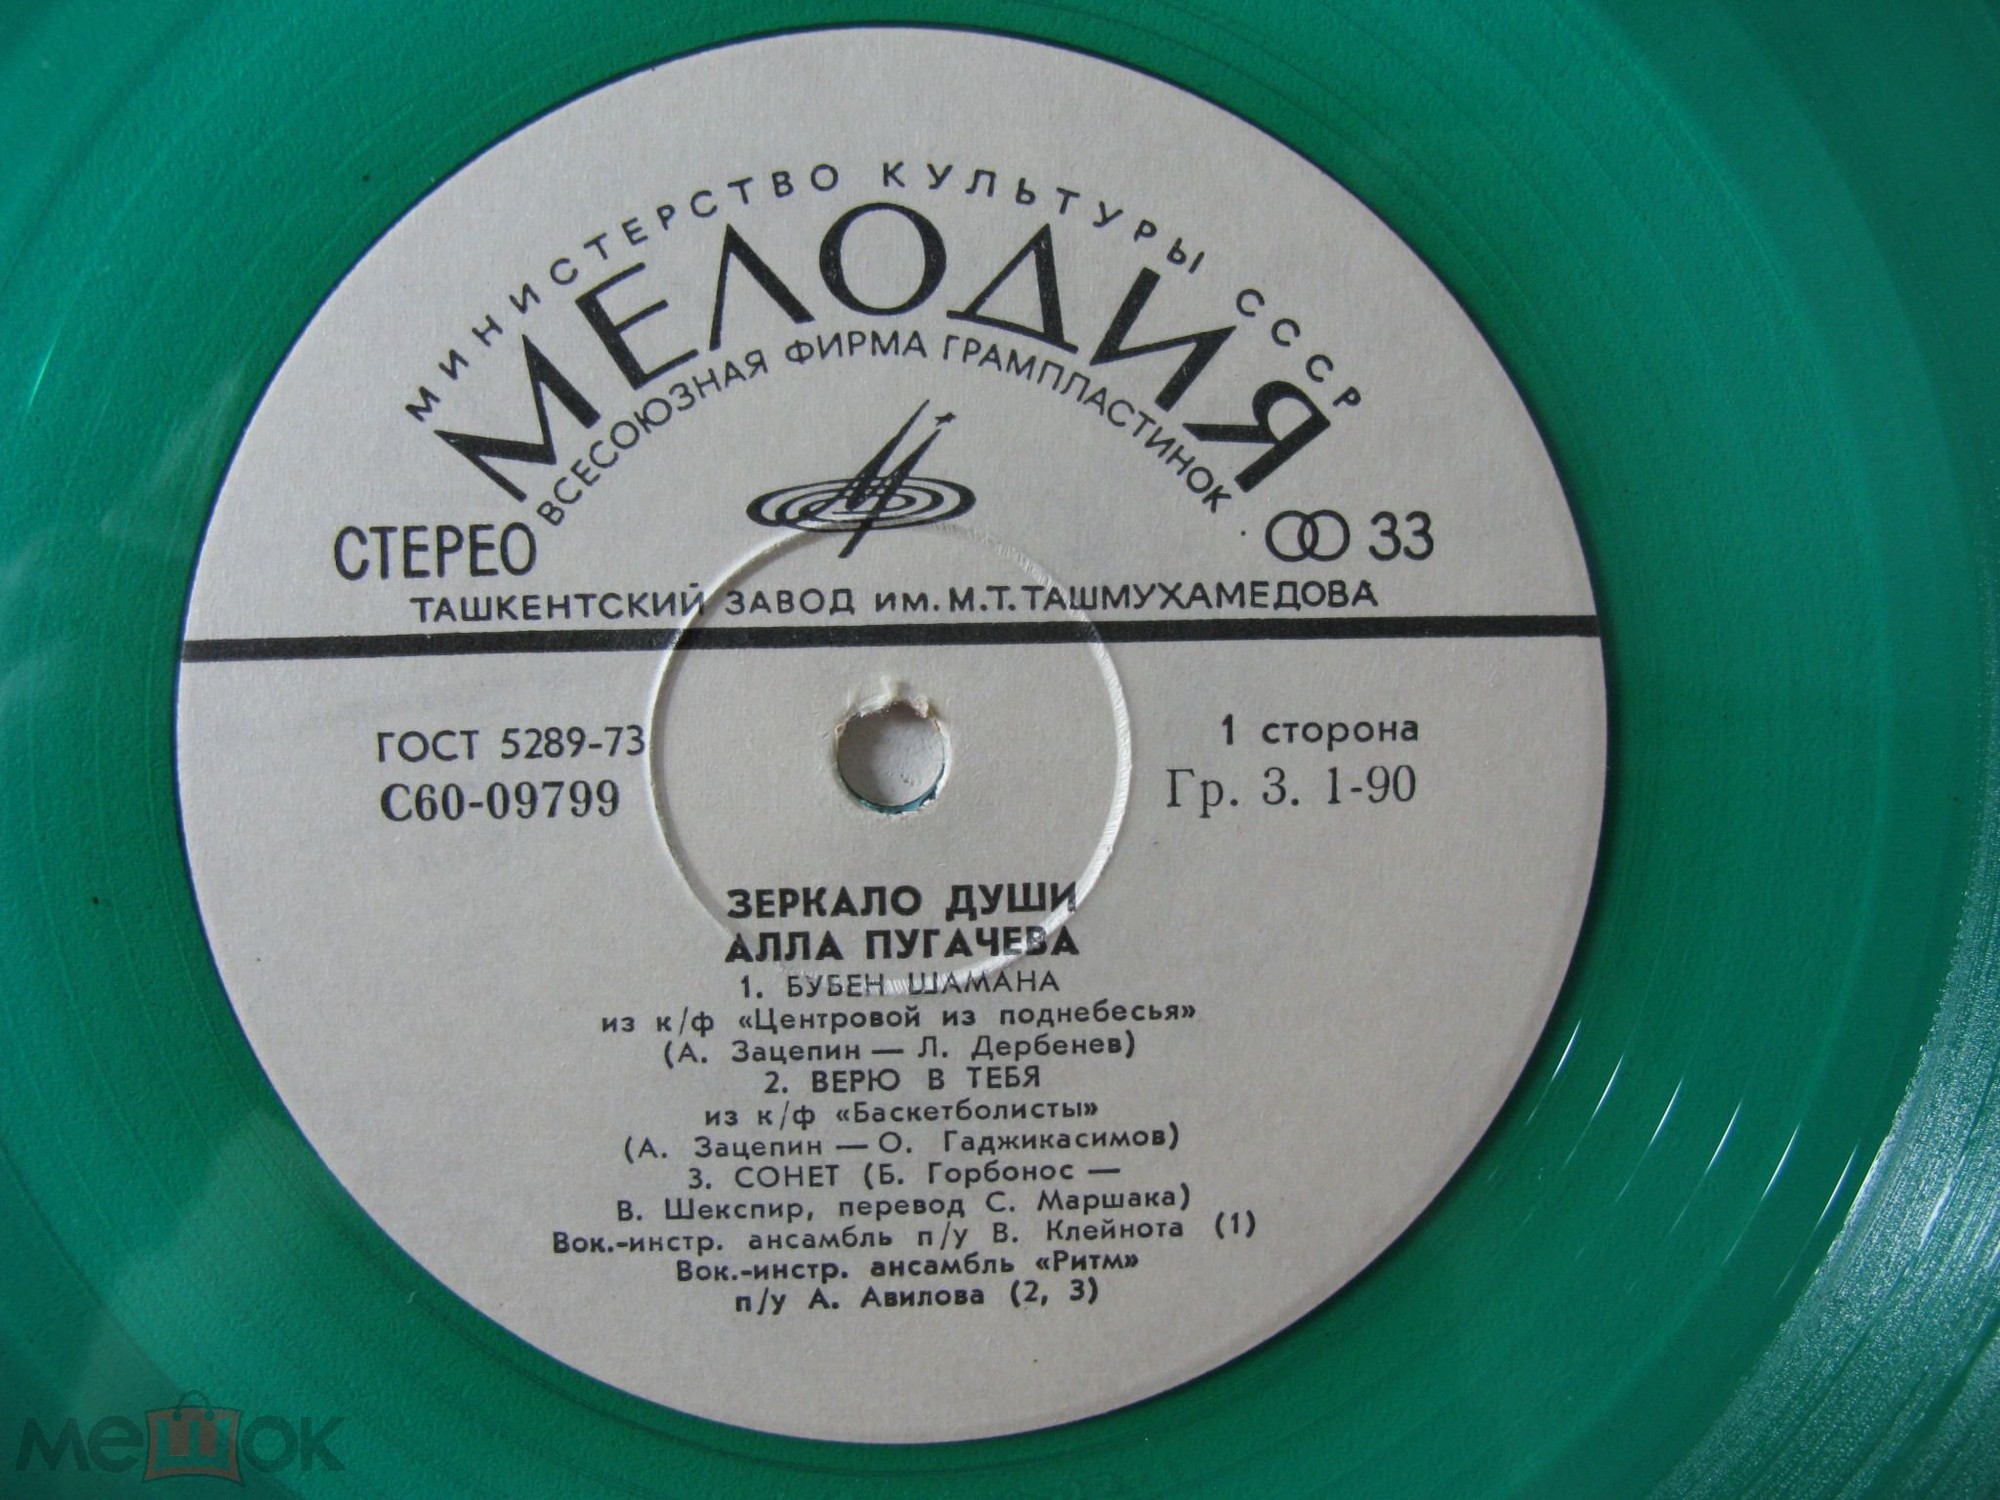 МИНИСТЕРСТВО КУЛЬТУРЫ СССР
МЕЛОДИЯ
ВСЕСОЮЗНАЯ ФИРМА ГРАМПЛАСТИНОК
СТЕРЕО
33
ТАШКЕНТСКИЙ ЗАВОД ИМ. М.Т. ТАШМУХАМЕДОВА
ГОСТ 5289-73
1 сторона
С60-09799
Гр. 3. 1-90
ЗЕРКАЛО ДУШИ
АЛЛА ПУГАЧЕВА
1. БУБЕН ШАМАНА
из к/ф «Центровой из поднебесья»
(А. Зацепин — Л. Дербенев)
2. ВЕРЮ В ТЕБЯ
из к/ф «Баскетболисты»
(А. Зацепин — О. Гаджикасимов)
3. СОНЕТ (Б. Горбонос —
В. Шекспир, перевод С. Маршака)
Вок.-инстр. ансамбль п/у В. Клейнота (1)
Вок.-инстр. ансамбль «Ритм»
п/у А. Авилова (2, 3)
мешок